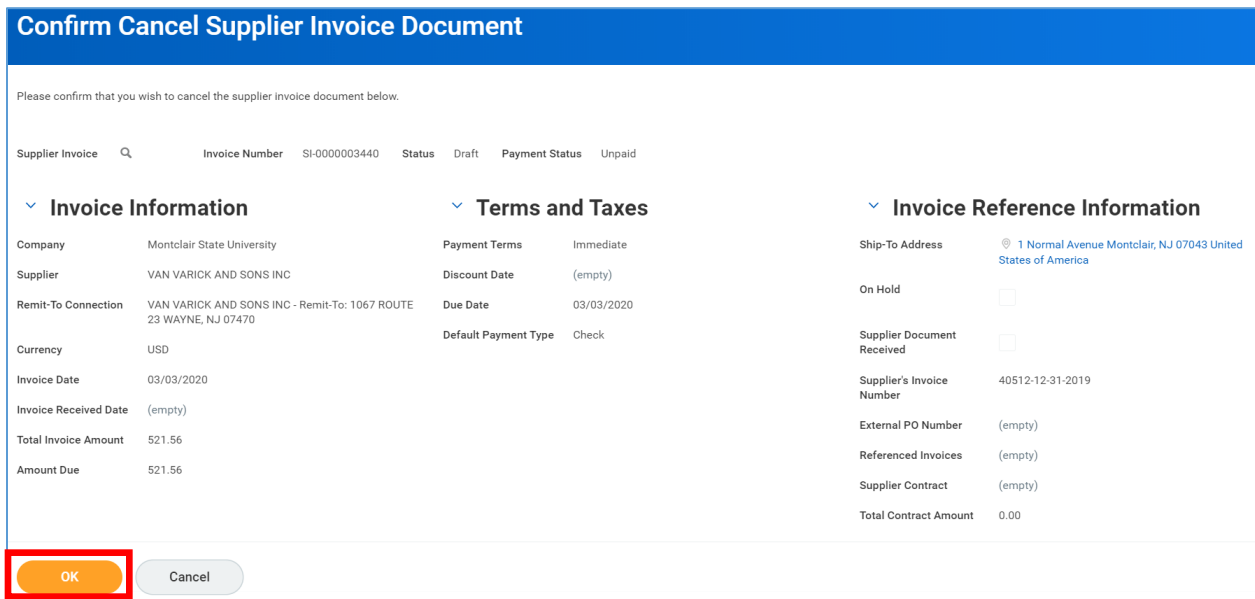 Confirm Cancel Supplier Invoice Document
Please confirm that you wish to cancel the supplier invoice document below.
Supplier Invoice Invoice Number SI-0000003440 Status Draft Payment Status Unpaid
Invoice Information
Company Montclair State University
Supplier VAN VARICK AND SONS INC
Remit-To Connection VAN VARICK AND SONS INC - Remit-To: 1067 ROUTE
23 WAYNE, NJ 07470
Currency USD
Invoice Date 03/03/2020
Invoice Received Date (empty)
Total Invoice Amount 521.56
Amount Due 521.56
Terms and Taxes
Payment Terms Immediate
Discount Date (empty)
Due Date 03/03/2020
Default Payment Type Check
Invoice Reference Information
Ship-To Address 1 Normal Avenue Montclair, NJ 07043 United
States of America
On Hold
Supplier Document
Received
Supplier's Invoice 40512-12-31-2019
Number
External PO Number (empty)
Referenced Invoices (empty)
Supplier Contract (empty)
Total Contract Amount 0.00
OK Cancel